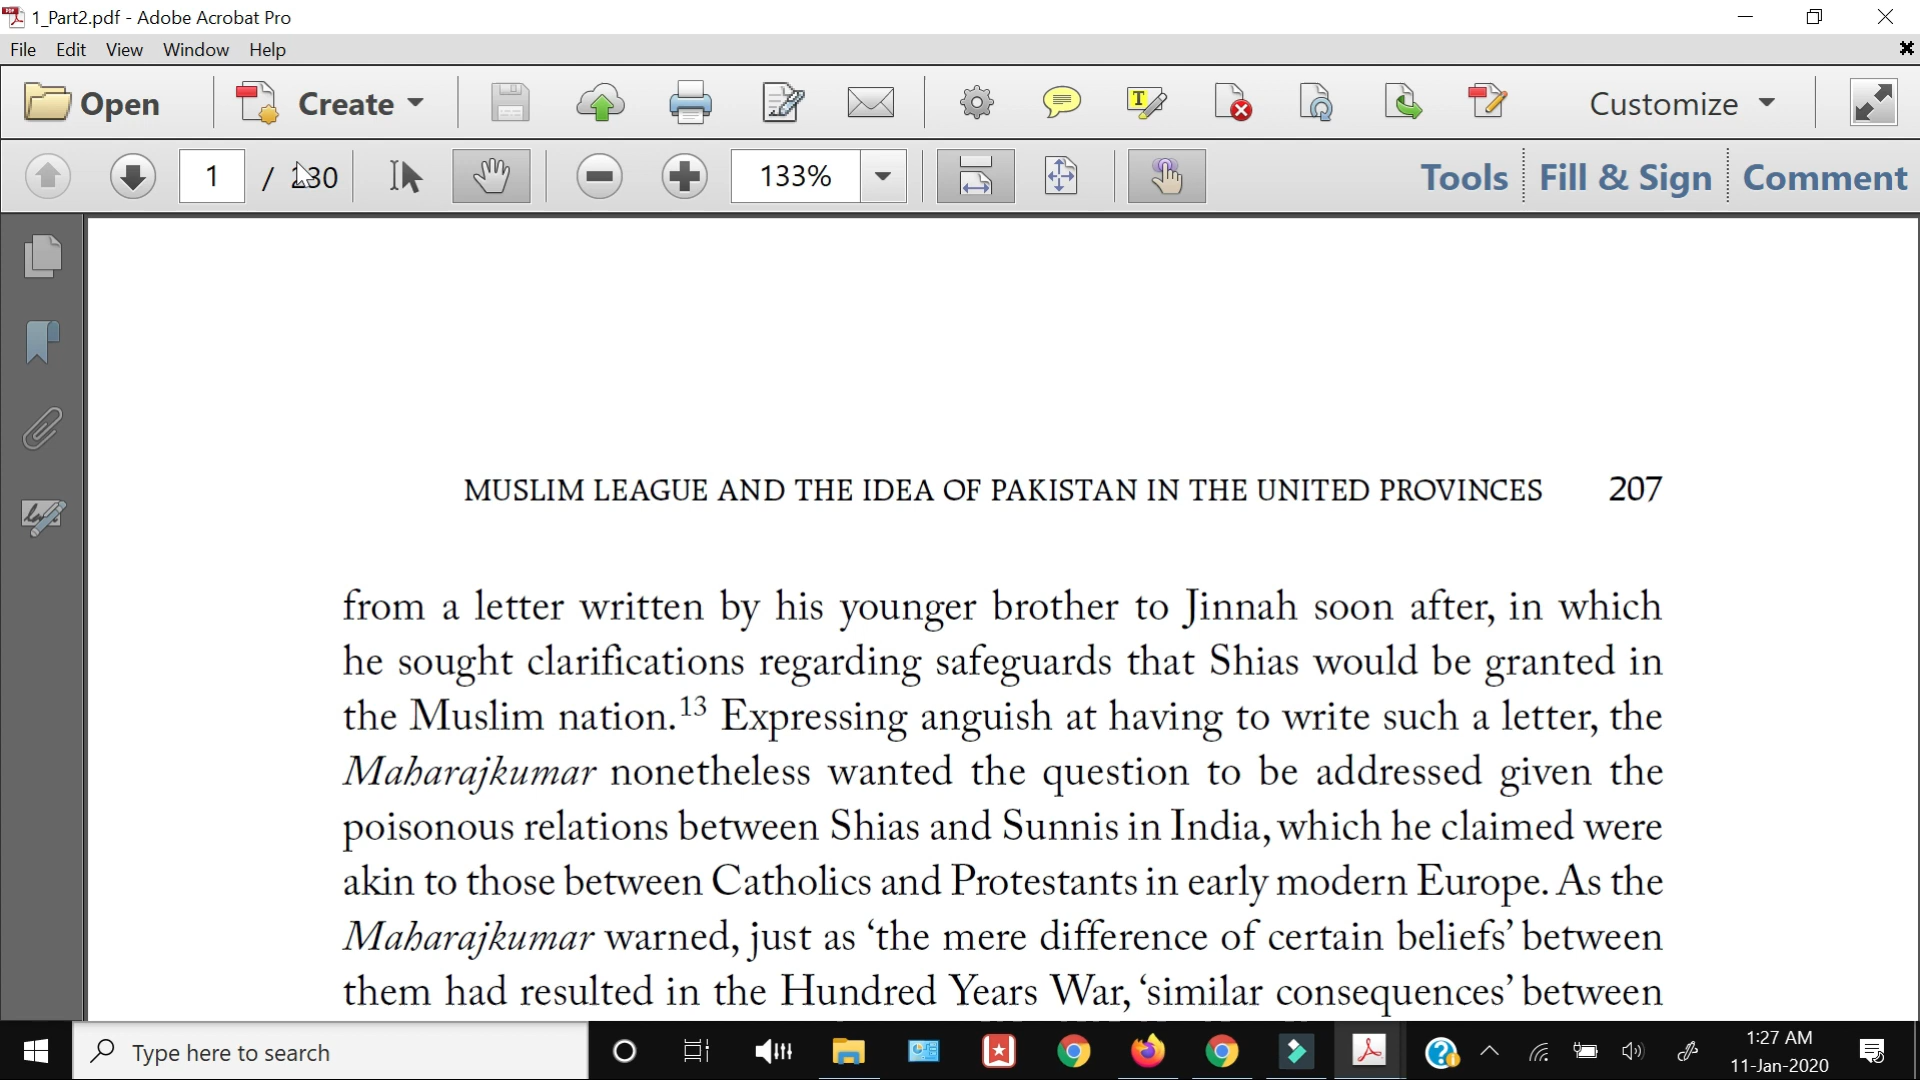 1_Part2.pdf - Adobe Acrobat Pro
File Edit View Window Help
Open Create Customize
1 / 133% Tools Fill & Sign Comment
MUSLIM LEAGUE AND THE IDEA OF PAKISTAN IN THE UNITED PROVINCES 207
from a letter written by his younger brother to Jinnah soon after, in which
he sought clarifications regarding safeguards that Shias would be granted in
the Muslim nation.¹³ Expressing anguish at having to write such a letter, the
Maharajkumar nonetheless wanted the question to be addressed given the
poisonous relations between Shias and Sunnis in India, which he claimed were
akin to those between Catholics and Protestants in early modern Europe. As the
Maharajkumar warned, just as ‘the mere difference of certain beliefs’ between
them had resulted in the Hundred Years War, ‘similar consequences’ between
Type here to search
1:27 AM
11-Jan-2020